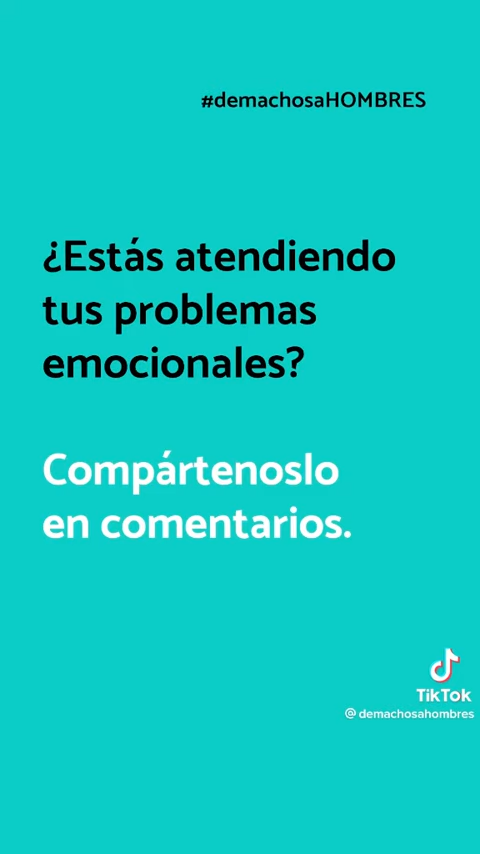 #demachosaHOMBRES
¿Estás atendiendo
tus problemas
emocionales?
Compártenoslo
en comentarios.
TikTok
@demachosahombres